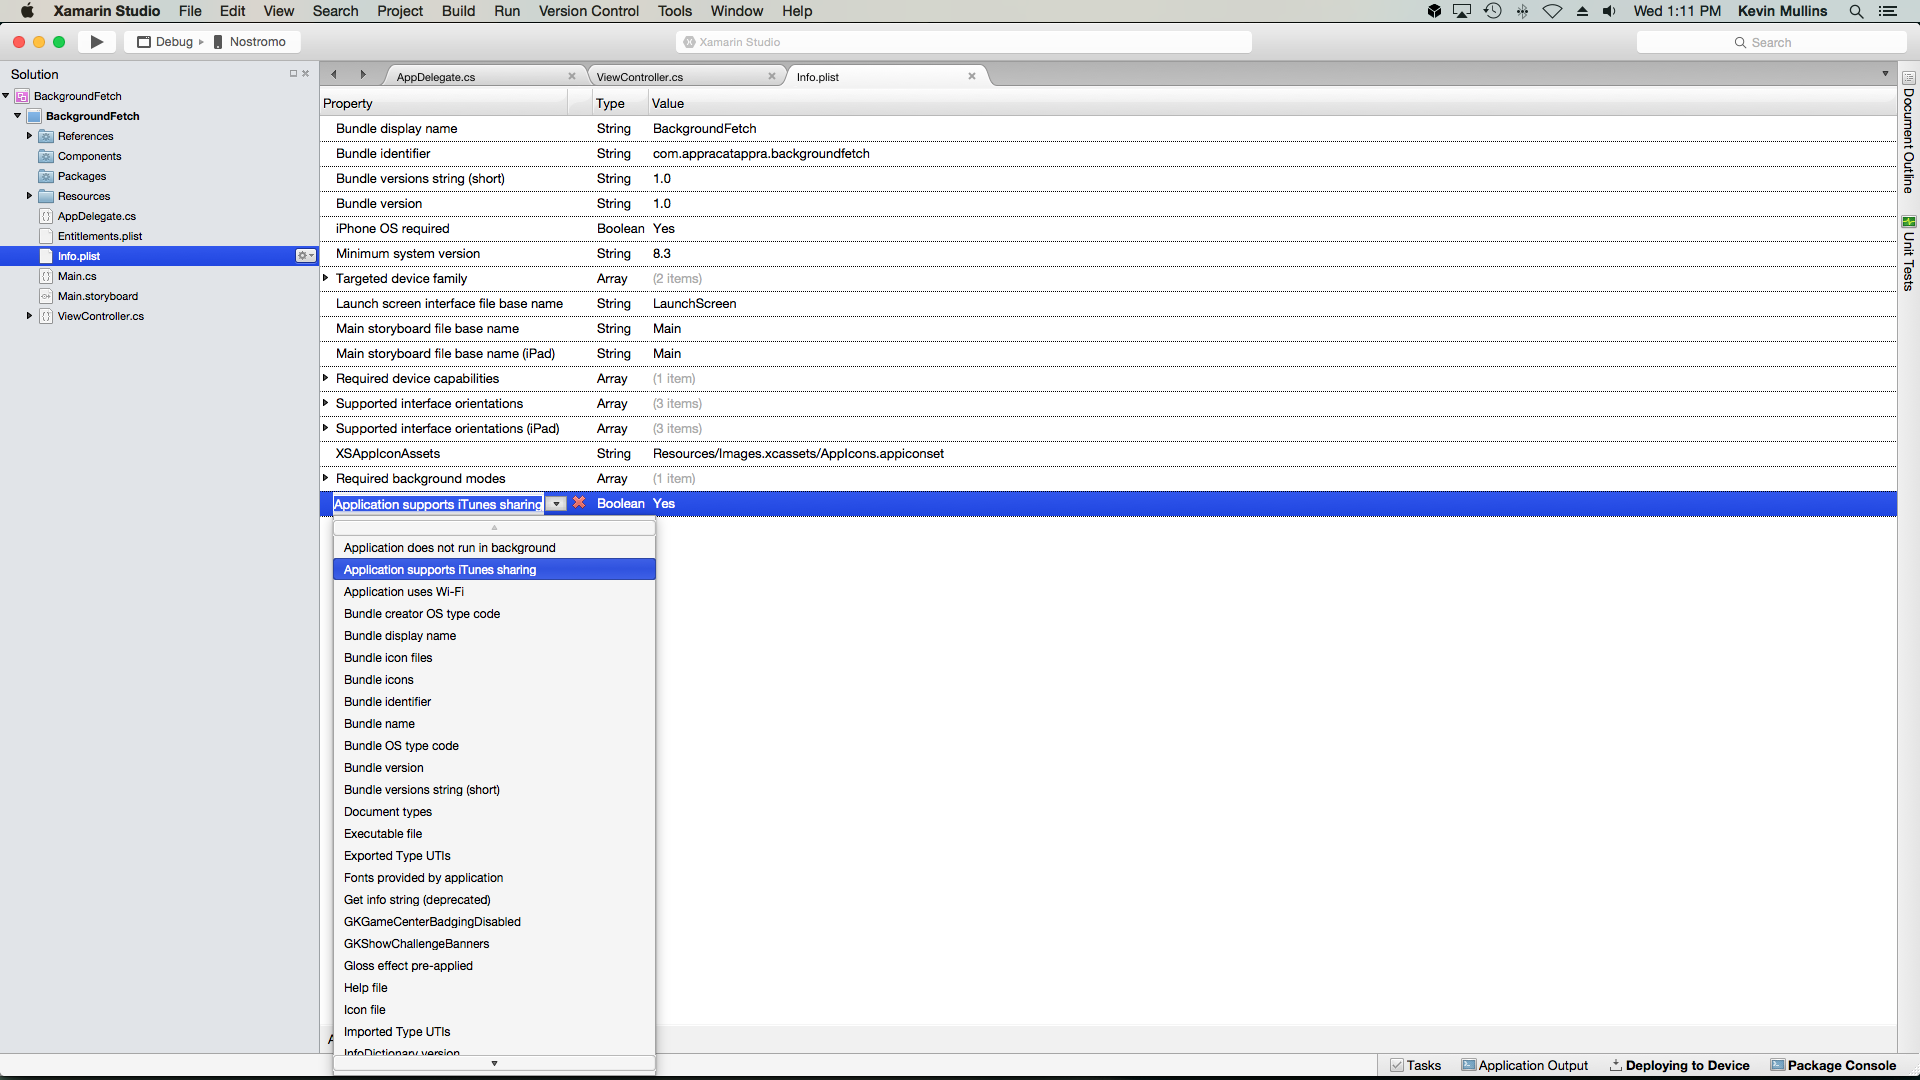 Xamarin Studio File Edit View Search Project Build Run Version Control Tools Window Help Wed 1:11 PM Kevin Mullins
Debug Nostromo Xamarin Studio Search
Solution
AppDelegate.cs ViewController.cs Info.plist
BackgroundFetch
BackgroundFetch
References
Components
Packages
Resources
AppDelegate.cs
Entitlements.plist
Info.plist
Main.cs
Main.storyboard
ViewController.cs
Property Type Value
Bundle display name String BackgroundFetch
Bundle identifier String com.appracatappra.backgroundfetch
Bundle versions string (short) String 1.0
Bundle version String 1.0
iPhone OS required Boolean Yes
Minimum system version String 8.3
Targeted device family Array (2 items)
Launch screen interface file base name String LaunchScreen
Main storyboard file base name String Main
Main storyboard file base name (iPad) String Main
Required device capabilities Array (1 item)
Supported interface orientations Array (3 items)
Supported interface orientations (iPad) Array (3 items)
XSAppIconAssets String Resources/Images.xcassets/AppIcons.appiconset
Required background modes Array (1 item)
Application supports iTunes sharing Boolean Yes
Application does not run in background
Application supports iTunes sharing
Application uses Wi-Fi
Bundle creator OS type code
Bundle display name
Bundle icon files
Bundle icons
Bundle identifier
Bundle name
Bundle OS type code
Bundle version
Bundle versions string (short)
Document types
Executable file
Exported Type UTIs
Fonts provided by application
Get info string (deprecated)
GKGameCenterBadgingDisabled
GKShowChallengeBanners
Gloss effect pre-applied
Help file
Icon file
Imported Type UTIs
InfoDictionary version
Document Outline
Unit Tests
Tasks Application Output Deploying to Device Package Console